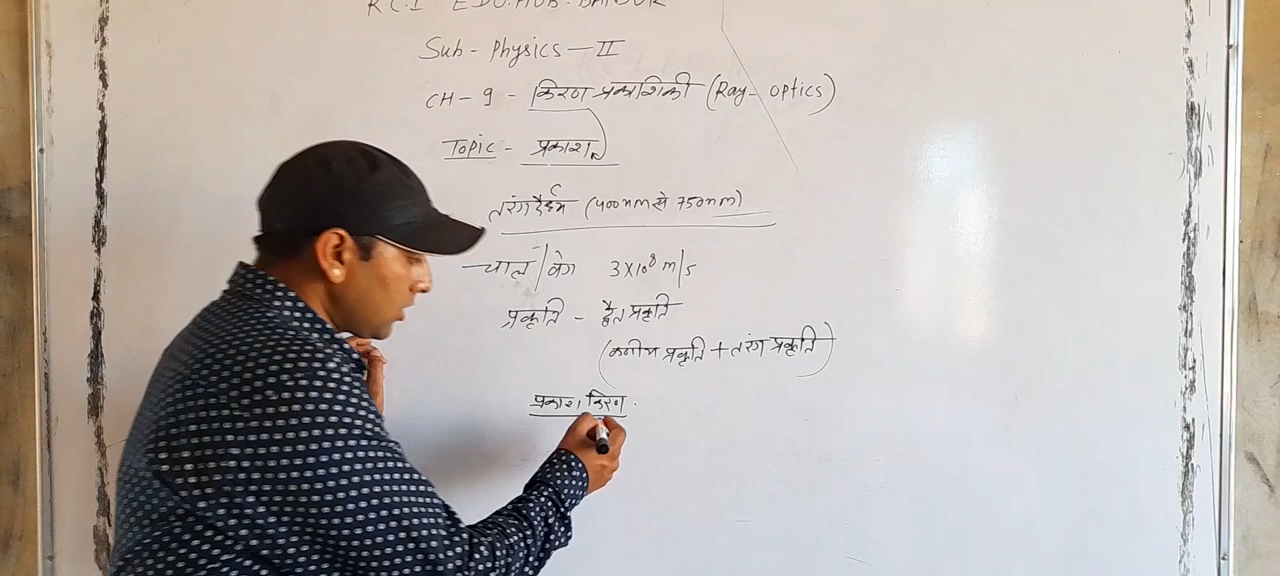 Sub - Physics - II
CH - 9 - किरण प्रकाशिकी (Ray - Optics)
Topic - प्रकाश
तरंगदैर्ध्य (400nm से 750nm)
चाल / वेग 3×10⁸ m/s
प्रकृति - द्वैत प्रकृति
(कणीय प्रकृति + तरंग प्रकृति)
प्रकाश किरण